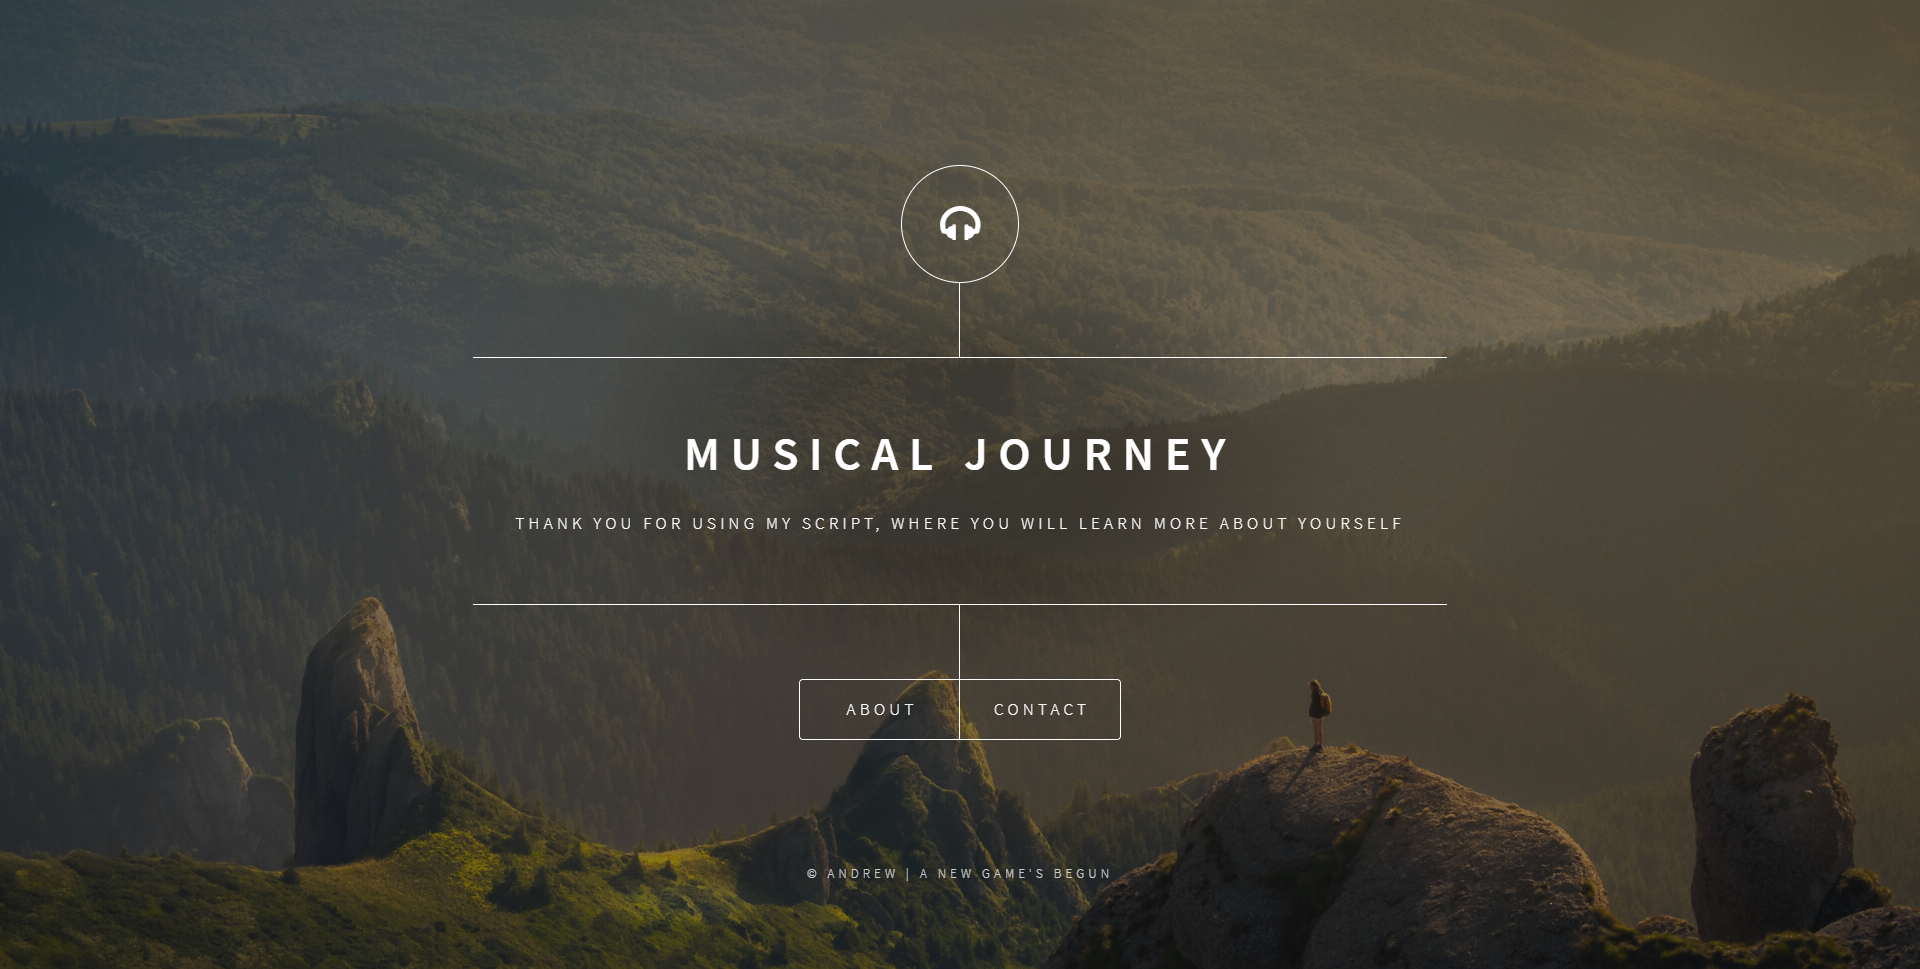 MUSICAL JOURNEY
THANK YOU FOR USING MY SCRIPT, WHERE YOU WILL LEARN MORE ABOUT YOURSELF
ABOUT CONTACT
© ANDREW | A NEW GAME'S BEGUN